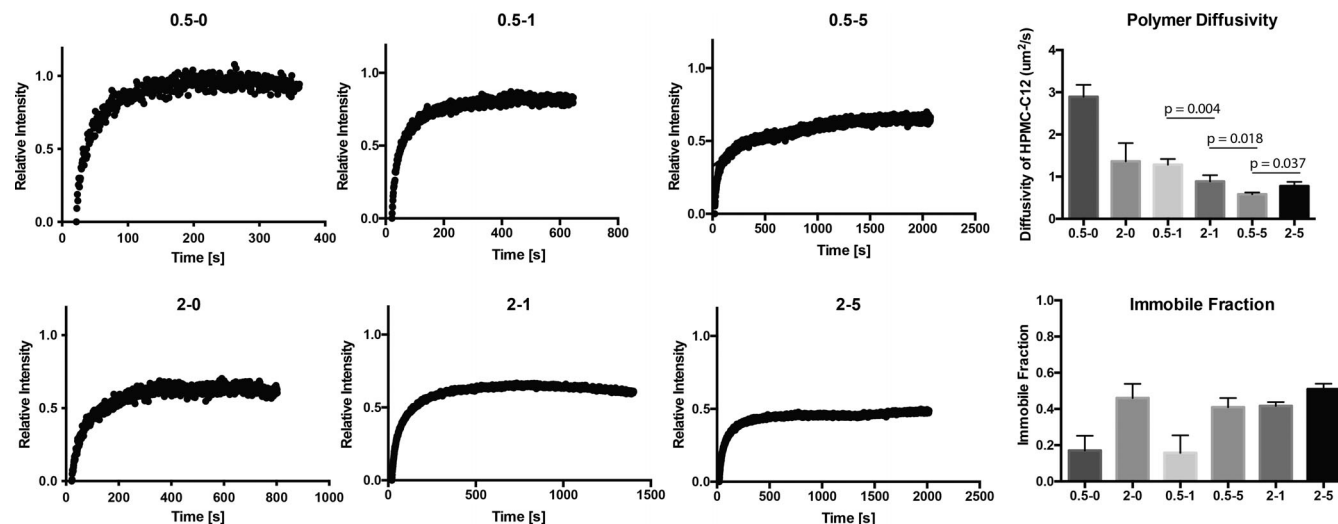 0.5-0
Relative Intensity
1.0
0.5
0.0
0 100 200 300 400
Time [s]
0.5-1
Relative Intensity
1.0
0.5
0.0
0 200 400 600 800
Time [s]
0.5-5
Relative Intensity
1.0
0.5
0.0
0 500 1000 1500 2000 2500
Time [s]
Polymer Diffusivity
Diffusivity of HPMC-C12 (um²/s)
4
3
2
1
0
p = 0.004
p = 0.018
p = 0.037
0.5-0 2-0 0.5-1 2-1 0.5-5 2-5
2-0
Relative Intensity
1.0
0.5
0.0
0 200 400 600 800 1000
Time [s]
2-1
Relative Intensity
1.0
0.5
0.0
0 500 1000 1500
Time [s]
2-5
Relative Intensity
1.0
0.5
0.0
0 500 1000 1500 2000 2500
Time [s]
Immobile Fraction
Immobile Fraction
1.0
0.8
0.6
0.4
0.2
0.0
0.5-0 2-0 0.5-1 0.5-5 2-1 2-5